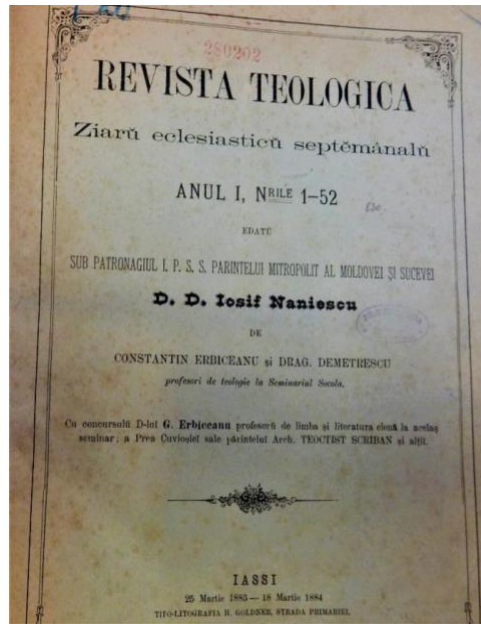 280202
REVISTA TEOLOGICA
Ziarŭ eclesiasticŭ septĕmânalŭ
ANUL I, NRILE 1–52
EDATŬ
SUB PATRONAGIUL I. P. S. S. PARINTELUI MITROPOLIT AL MOLDOVEI ŞI SUCEVEI
D. D. Iosif Naniescu
DE
CONSTANTIN ERBICEANU şi DRAG. DEMETRESCU
profesori de teologie la Seminarial Socola.
Cu concursulŭ D-lui G. Erbiceanu profesorŭ de limba şi literatura elenă la acelaş
seminar; a Prea Cuvioşiei sale părintelui Arch. TEOCTIST SCRIBAN şi alţii.
IASSI
25 Martie 1883 — 18 Martie 1884
TIPO-LITOGRAFIA H. GOLDNER, STRADA PRIMARIEI.